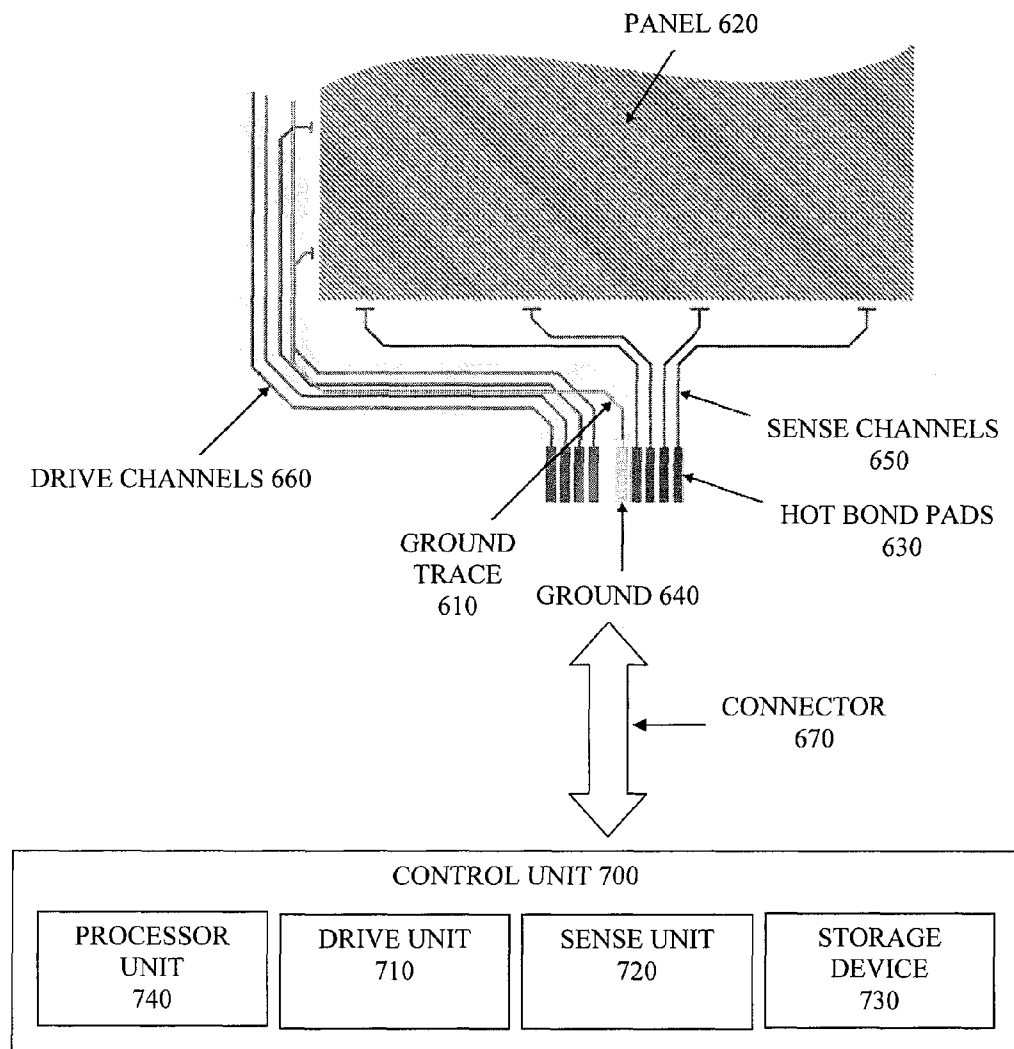 PANEL 620
SENSE CHANNELS
650
DRIVE CHANNELS 660
HOT BOND PADS
630
GROUND
TRACE
610
GROUND 640
CONNECTOR
670
CONTROL UNIT 700
PROCESSOR
UNIT
740
DRIVE UNIT
710
SENSE UNIT
720
STORAGE
DEVICE
730